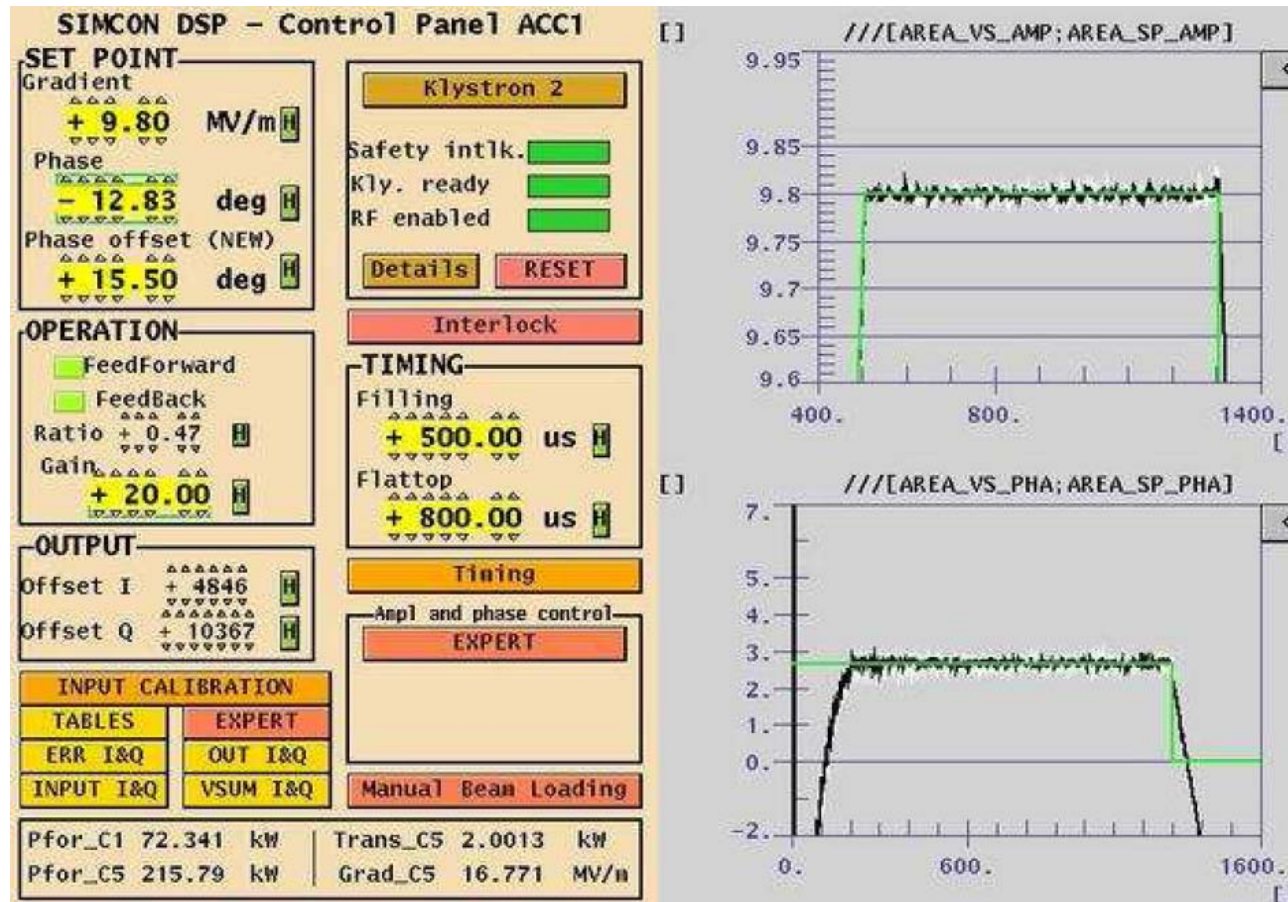 SIMCON DSP - Control Panel ACC1
SET POINT
Gradient
+ 9.80 MV/m H
Phase
- 12.83 deg H
Phase offset (NEW)
+ 15.50 deg H
Klystron 2
Safety intlk.
Kly. ready
RF enabled
Details RESET
Interlock
OPERATION
FeedForward
FeedBack
Ratio + 0.47 H
Gain
+ 20.00 H
TIMING
Filling
+ 500.00 us H
Flattop
+ 800.00 us H
Timing
OUTPUT
Offset I + 4846 H
Offset Q + 10367 H
Ampl and phase control
EXPERT
INPUT CALIBRATION
TABLES EXPERT
ERR I&Q OUT I&Q
INPUT I&Q VSUM I&Q
Manual Beam Loading
Pfor_C1 72.341 kW | Trans_C5 2.0013 kW
Pfor_C5 215.79 kW | Grad_C5 16.771 MV/m
[] ///[AREA_VS_AMP;AREA_SP_AMP]
9.95
9.85
9.8
9.75
9.7
9.65
9.6
400. 800. 1400.
[
[] ///[AREA_VS_PHA;AREA_SP_PHA]
7.
5.
4.
3.
2.
1.
0.
-2.
0. 600. 1600.
[